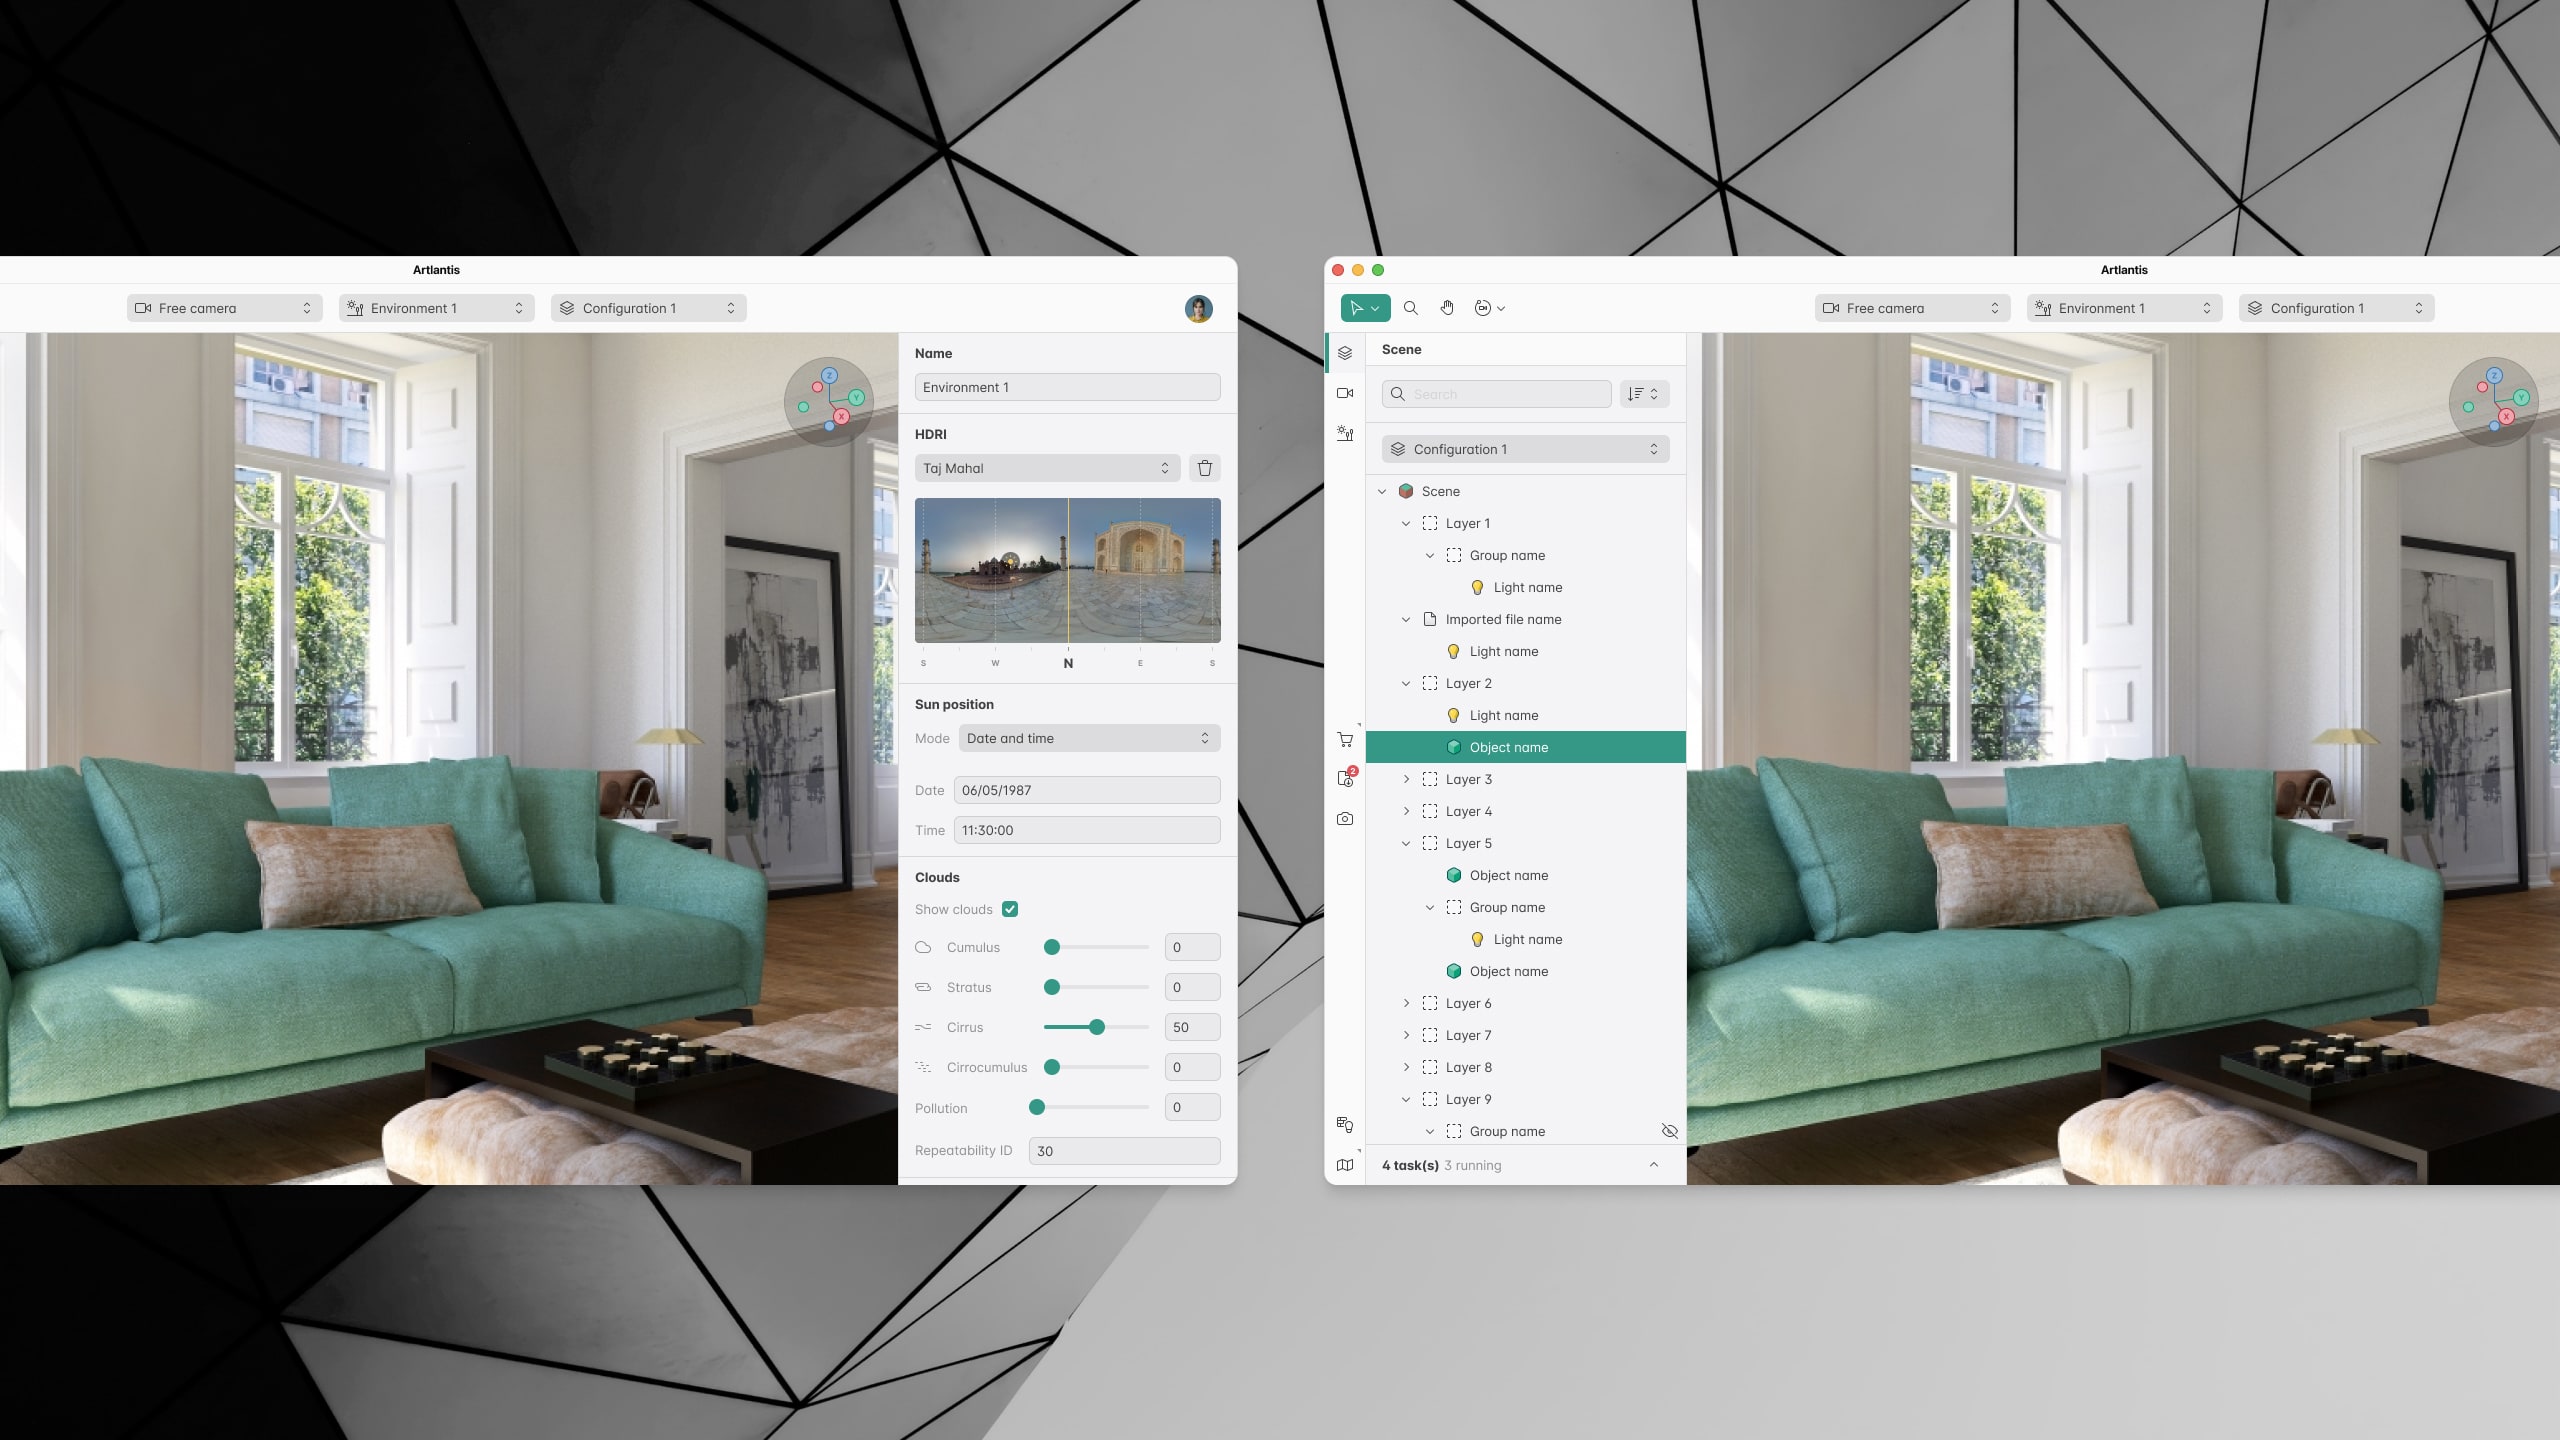 Artlantis
Free camera
Environment 1
Configuration 1
Z
Y
X
Name
Environment 1
HDRI
Taj Mahal
S
W
N
E
S
Sun position
Mode
Date and time
Date
06/05/1987
Time
11:30:00
Clouds
Show clouds
Cumulus
0
Stratus
0
Cirrus
50
Cirrocumulus
0
Pollution
0
Repeatability ID
30
Artlantis
Free camera
Environment 1
Configuration 1
Scene
Search
Configuration 1
Scene
Layer 1
Group name
Light name
Imported file name
Light name
Layer 2
Light name
Object name
2
Layer 3
Layer 4
Layer 5
Object name
Group name
Light name
Object name
Layer 6
Layer 7
Layer 8
Layer 9
Group name
4 task(s) 3 running
Z
Y
X